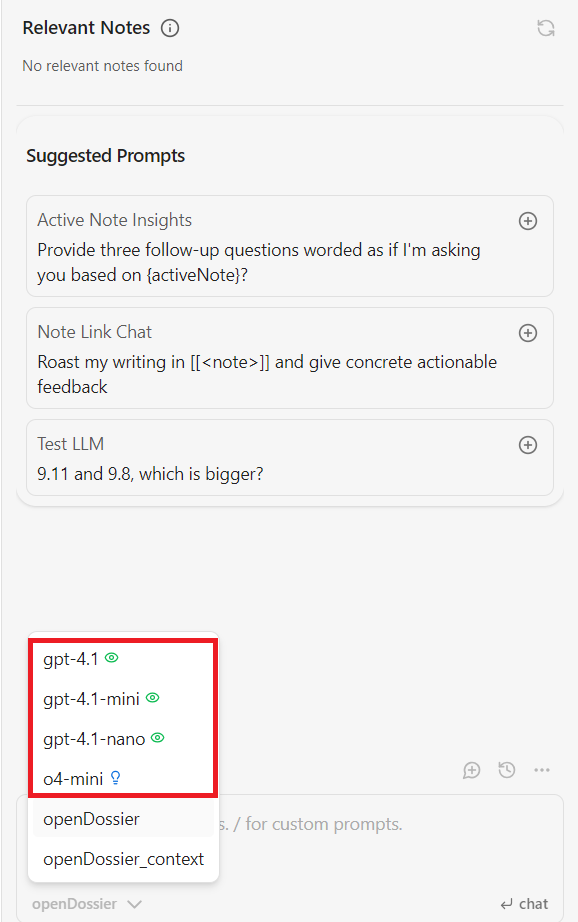 Relevant Notes
No relevant notes found
Suggested Prompts
Active Note Insights
Provide three follow-up questions worded as if I'm asking
you based on {activeNote}?
Note Link Chat
Roast my writing in [[<note>]] and give concrete actionable
feedback
Test LLM
9.11 and 9.8, which is bigger?
gpt-4.1
gpt-4.1-mini
gpt-4.1-nano
o4-mini
openDossier
s. / for custom prompts.
openDossier_context
openDossier
chat